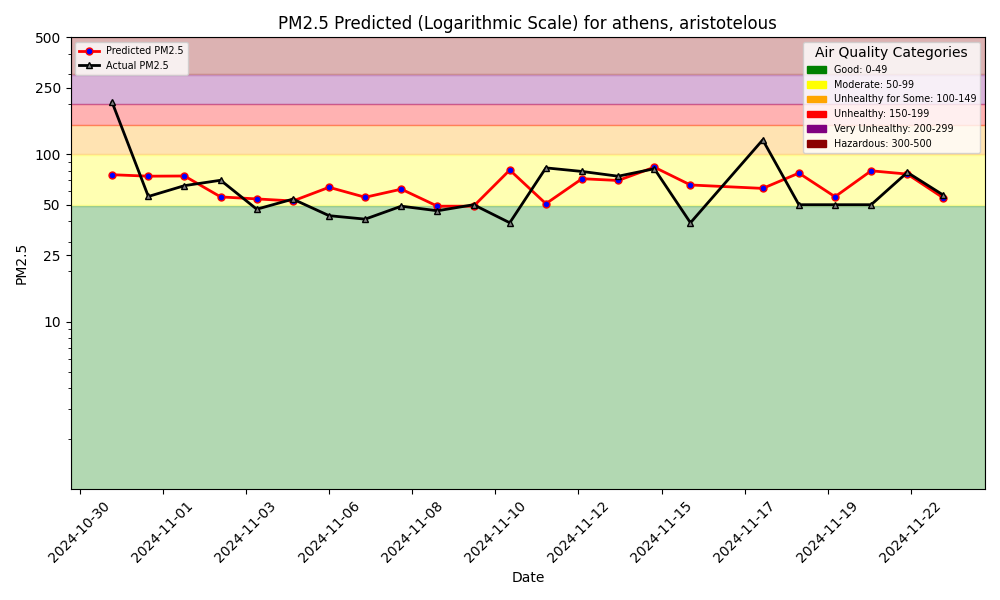 PM2.5 Predicted (Logarithmic Scale) for athens, aristotelous
500
250
100
50
25
10
PM2.5
Predicted PM2.5
Actual PM2.5
Air Quality Categories
Good: 0-49
Moderate: 50-99
Unhealthy for Some: 100-149
Unhealthy: 150-199
Very Unhealthy: 200-299
Hazardous: 300-500
2024-10-30
2024-11-01
2024-11-03
2024-11-06
2024-11-08
2024-11-10
2024-11-12
2024-11-15
2024-11-17
2024-11-19
2024-11-22
Date